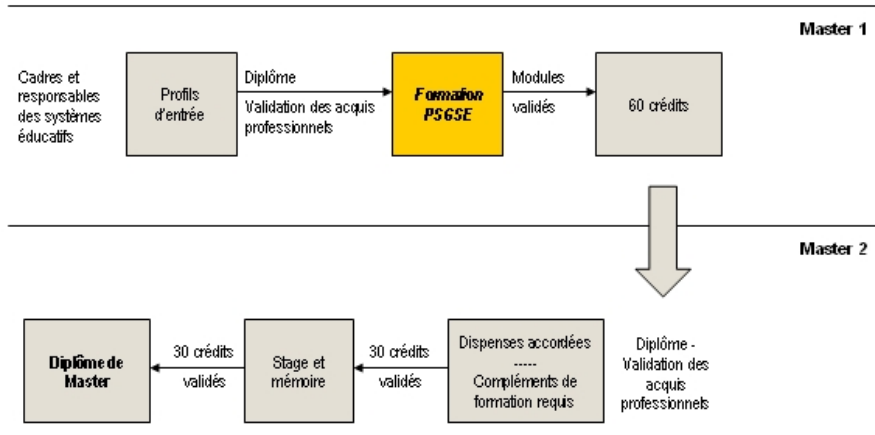 Master 1
Cadres et
responsables
des systèmes
éducatifs
Profils
d'entrée
Diplôme
Validation des acquis
professionnels
Formation
PSGSE
Modules
validés
60 crédits
Master 2
Diplôme de
Master
30 crédits
validés
Stage et
mémoire
30 crédits
validés
Dispenses accordées
-----
Compléments de
formation requis
Diplôme -
Validation des
acquis
professionnels